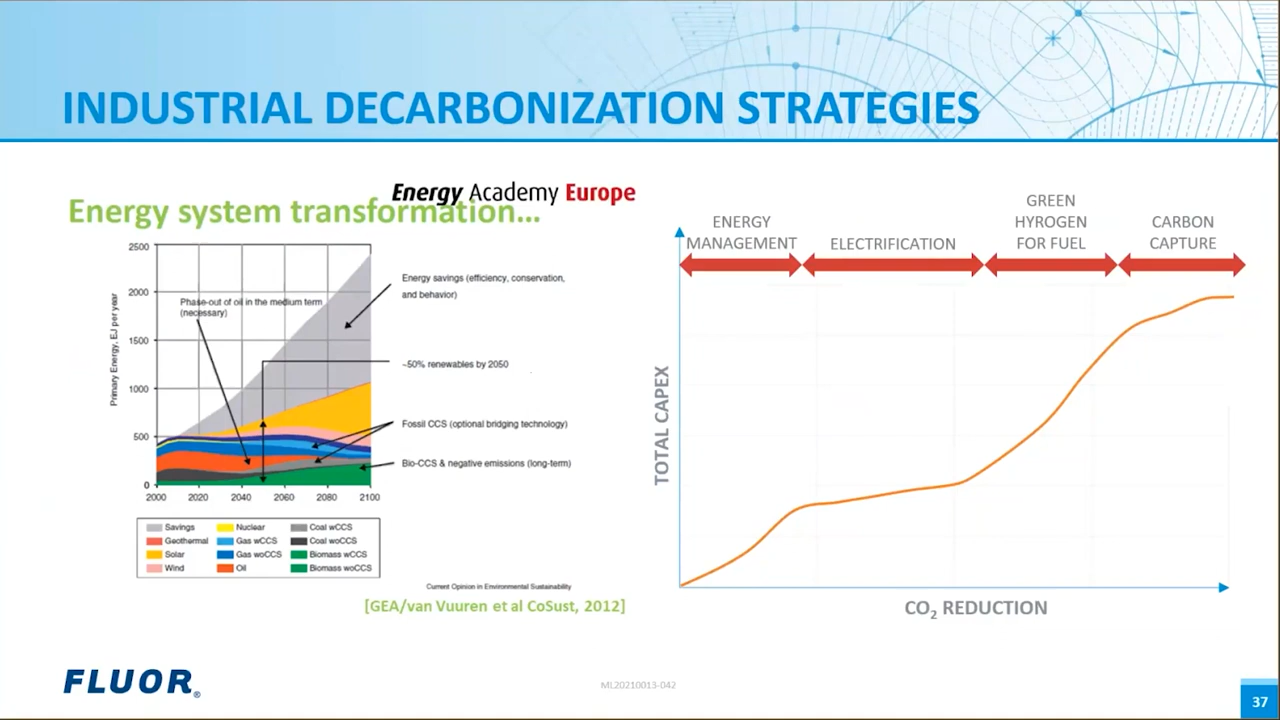 INDUSTRIAL DECARBONIZATION STRATEGIES
Energy Academy Europe
Energy system transformation...
2500
2000
1500
1000
500
0
Primary Energy, EJ per year
2000 2020 2040 2060 2080 2100
Phase-out of oil in the medium term
(necessary)
Energy savings (efficiency, conservation,
and behavior)
~50% renewables by 2050
Fossil CCS (optional bridging technology)
Bio-CCS & negative emissions (long-term)
Savings Nuclear Coal wCCS
Geothermal Gas wCCS Coal woCCS
Solar Gas woCCS Biomass wCCS
Wind Oil Biomass woCCS
Current Opinion in Environmental Sustainability
[GEA/van Vuuren et al CoSust, 2012]
ENERGY
MANAGEMENT
ELECTRIFICATION
GREEN
HYROGEN
FOR FUEL
CARBON
CAPTURE
TOTAL CAPEX
CO₂ REDUCTION
FLUOR®
ML20210013-042
37